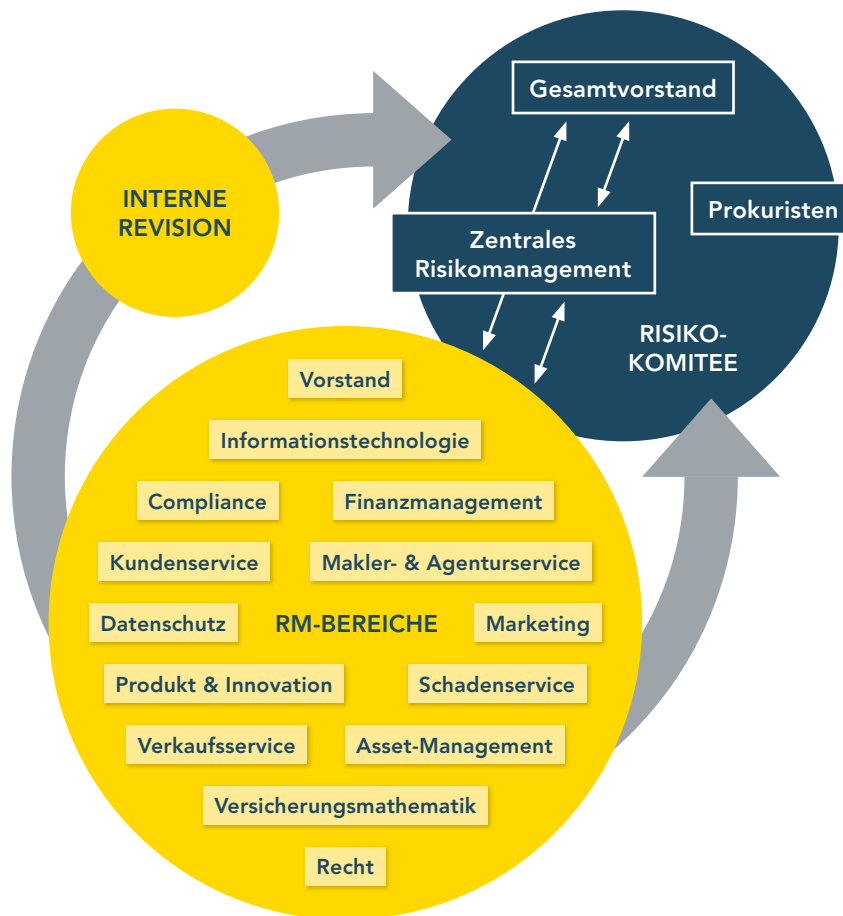 Gesamtvorstand
INTERNE
REVISION
Prokuristen
Zentrales
Risikomanagement
RISIKO-
KOMITEE
Vorstand
Informationstechnologie
Compliance
Finanzmanagement
Kundenservice
Makler- & Agenturservice
Datenschutz
RM-BEREICHE
Marketing
Produkt & Innovation
Schadenservice
Verkaufsservice
Asset-Management
Versicherungsmathematik
Recht